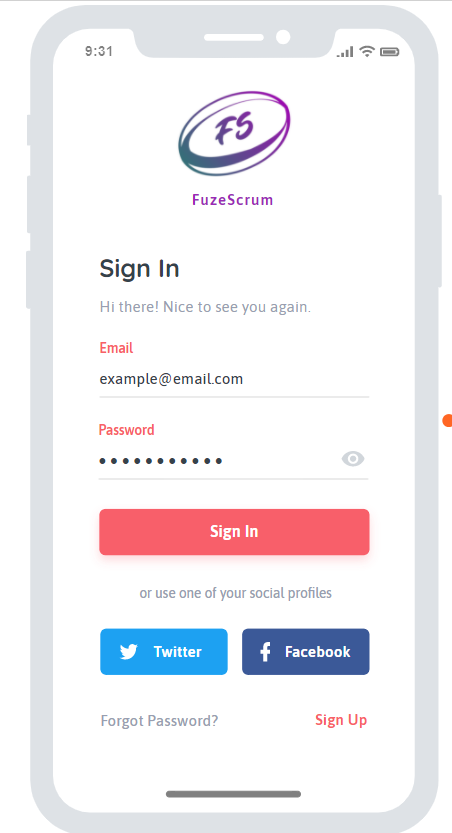 9:31
FS
FuzeScrum
Sign In
Hi there! Nice to see you again.
Email
example@email.com
Password
•••••••••••
Sign In
or use one of your social profiles
Twitter Facebook
Forgot Password? Sign Up